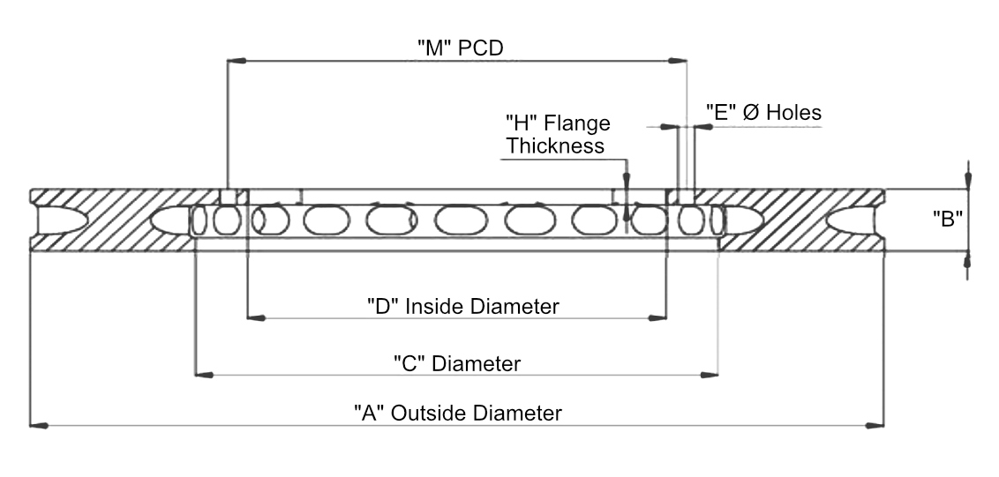 "M" PCD
"E" Ø Holes
"H" Flange
Thickness
"B"
"D" Inside Diameter
"C" Diameter
"A" Outside Diameter